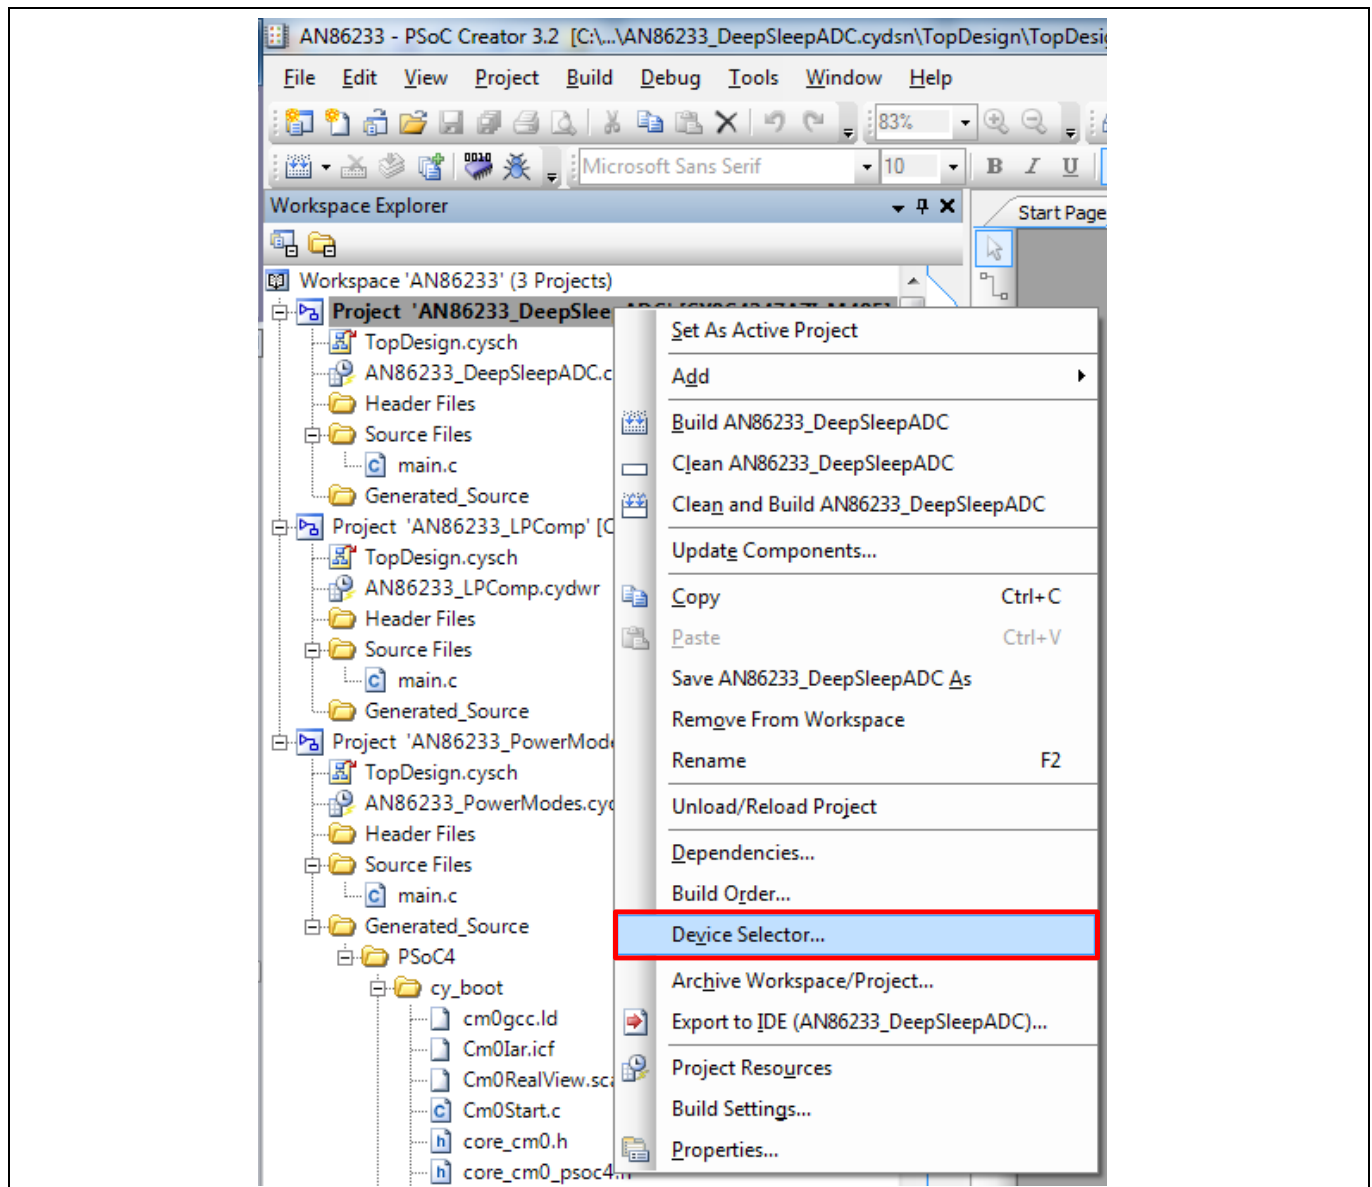 AN86233 - PSoC Creator 3.2 [C:\...\AN86233_DeepSleepADC.cydsn\TopDesign\TopDesi
File Edit View Project Build Debug Tools Window Help
83%
Microsoft Sans Serif 10 B I U
Workspace Explorer
Start Page
Workspace 'AN86233' (3 Projects)
Project 'AN86233_DeepSlee
TopDesign.cysch
AN86233_DeepSleepADC.c
Header Files
Source Files
main.c
Generated_Source
Project 'AN86233_LPComp' [C
TopDesign.cysch
AN86233_LPComp.cydwr
Header Files
Source Files
main.c
Generated_Source
Project 'AN86233_PowerMod
TopDesign.cysch
AN86233_PowerModes.cyd
Header Files
Source Files
main.c
Generated_Source
PSoC4
cy_boot
cm0gcc.ld
Cm0Iar.icf
Cm0RealView.sca
Cm0Start.c
core_cm0.h
core_cm0_psoc4.h
Set As Active Project
Add
Build AN86233_DeepSleepADC
Clean AN86233_DeepSleepADC
Clean and Build AN86233_DeepSleepADC
Update Components...
Copy Ctrl+C
Paste Ctrl+V
Save AN86233_DeepSleepADC As
Remove From Workspace
Rename F2
Unload/Reload Project
Dependencies...
Build Order...
Device Selector...
Archive Workspace/Project...
Export to IDE (AN86233_DeepSleepADC)...
Project Resources
Build Settings...
Properties...